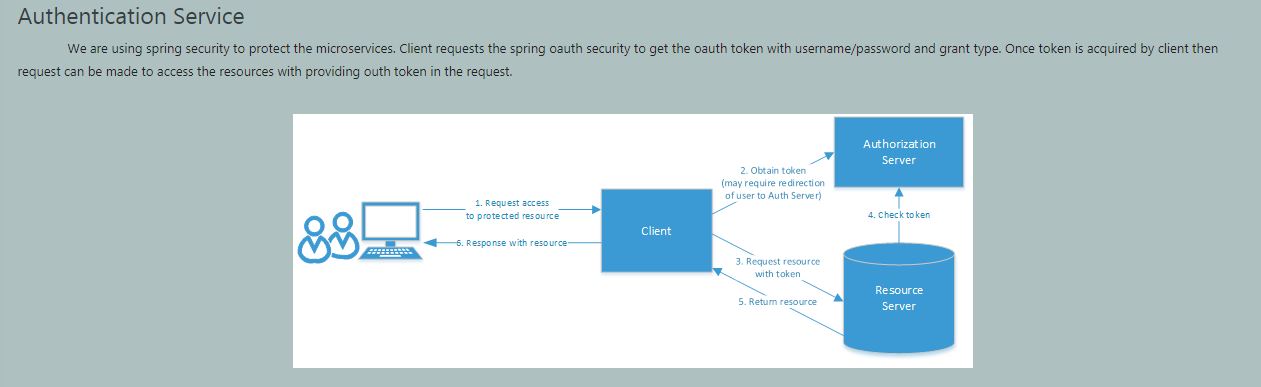 Authentication Service
We are using spring security to protect the microservices. Client requests the spring oauth security to get the oauth token with username/password and grant type. Once token is acquired by client then
request can be made to access the resources with providing outh token in the request.
Authorization
Server
2. Obtain token
(may require redirection
of user to Auth Server)
1. Request access
to protected resource
4. Check token
Client
6. Response with resource
3. Request resource
with token
Resource
Server
5. Return resource